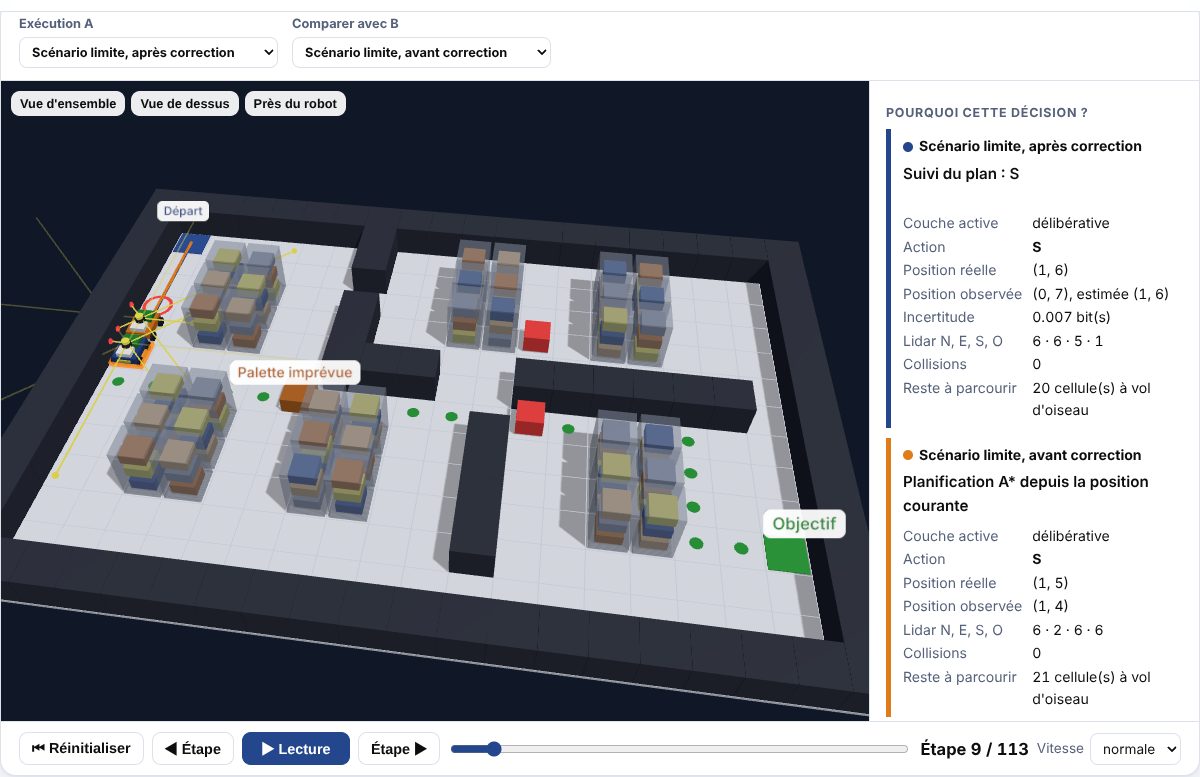 Exécution A
Comparer avec B
Scénario limite, après correction
Scénario limite, avant correction
Vue d'ensemble
Vue de dessus
Près du robot
Départ
Palette imprévue
Objectif
POURQUOI CETTE DÉCISION ?
Scénario limite, après correction
Suivi du plan : S
Couche active délibérative
Action S
Position réelle (1, 6)
Position observée (0, 7), estimée (1, 6)
Incertitude 0.007 bit(s)
Lidar N, E, S, O 6 · 6 · 5 · 1
Collisions 0
Reste à parcourir 20 cellule(s) à vol
d'oiseau
Scénario limite, avant correction
Planification A* depuis la position
courante
Couche active délibérative
Action S
Position réelle (1, 5)
Position observée (1, 4)
Lidar N, E, S, O 6 · 2 · 6 · 6
Collisions 0
Reste à parcourir 21 cellule(s) à vol
d'oiseau
⏮ Réinitialiser
◀ Étape
▶ Lecture
Étape ▶
Étape 9 / 113
Vitesse
normale